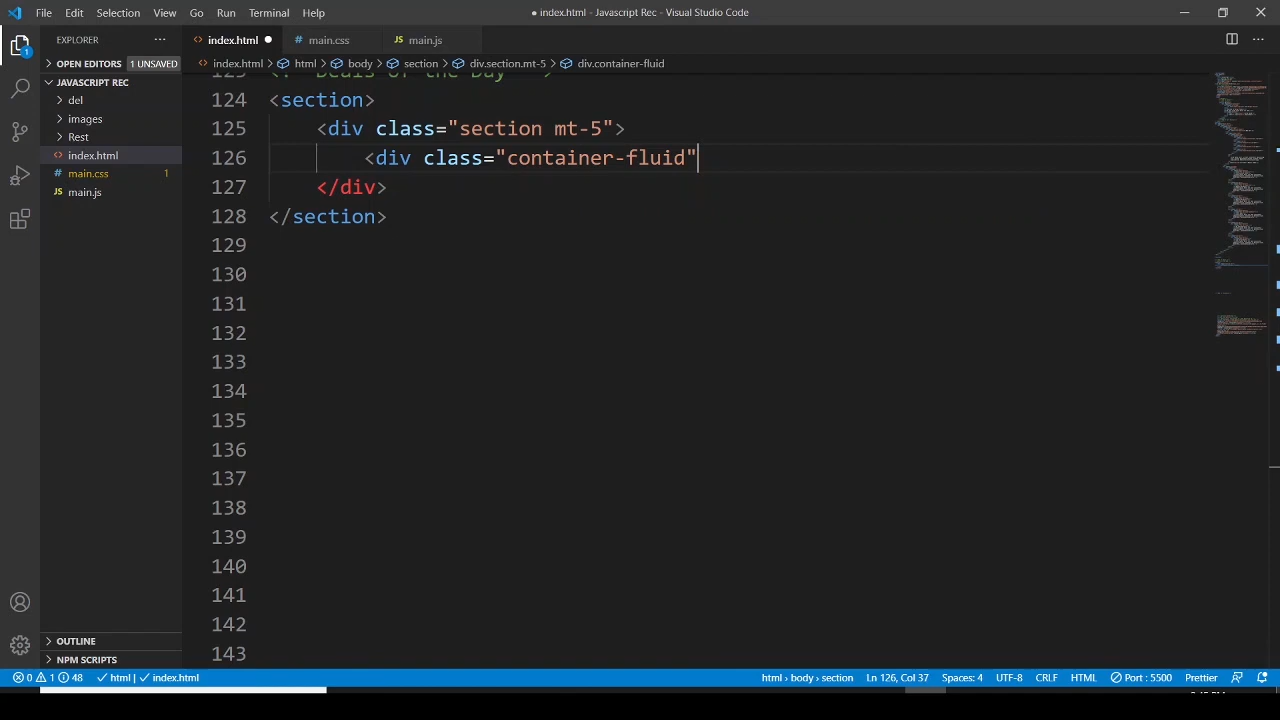 File Edit Selection View Go Run Terminal Help
● index.html - Javascript Rec - Visual Studio Code
EXPLORER
1
OPEN EDITORS 1 UNSAVED
JAVASCRIPT REC
del
images
Rest
index.html
main.css 1
main.js
OUTLINE
NPM SCRIPTS
index.html ● main.css main.js
index.html > html > body > section > div.section.mt-5 > div.container-fluid
Deals of the Day
124 <section>
125 <div class="section mt-5">
126 <div class="container-fluid"
127 </div>
128 </section>
129
130
131
132
133
134
135
136
137
138
139
140
141
142
143
0 1 48 html | index.html html > body > section Ln 126, Col 37 Spaces: 4 UTF-8 CRLF HTML Port : 5500 Prettier